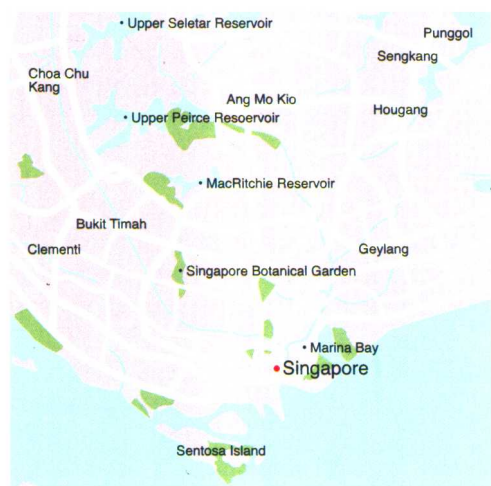 Upper Seletar Reservoir
Punggol
Sengkang
Choa Chu
Kang
Ang Mo Kio
Hougang
Upper Peirce Resoervoir
MacRitchie Reservoir
Bukit Timah
Clementi
Geylang
Singapore Botanical Garden
Marina Bay
Singapore
Sentosa Island